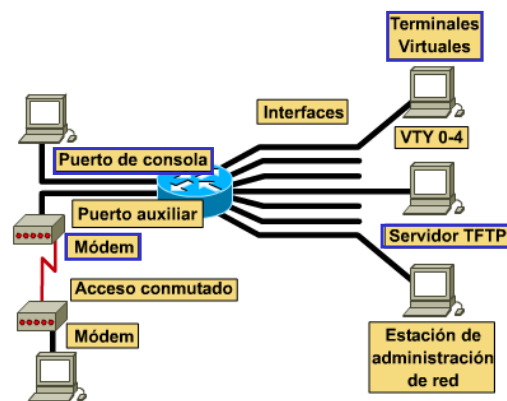 Terminales
Virtuales
Interfaces
VTY 0-4
Puerto de consola
Puerto auxiliar
Módem
Servidor TFTP
Acceso conmutado
Módem
Estación de
administración
de red